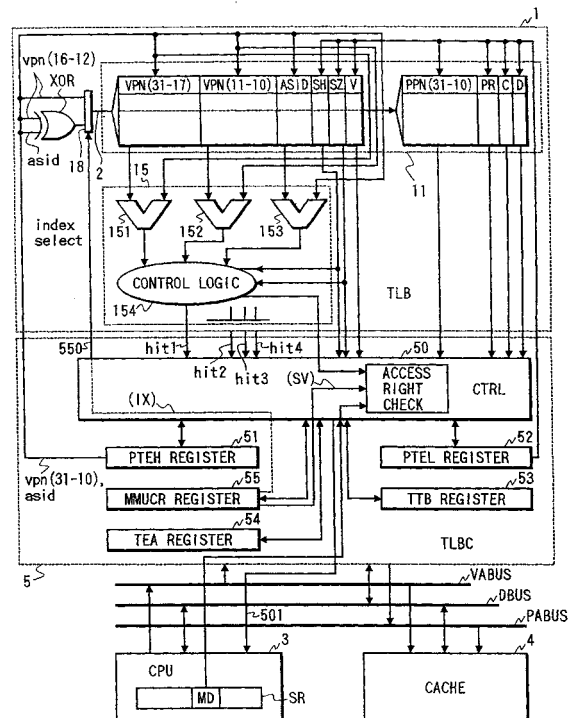 1
vpn(16-12)
XOR
VPN(31-17) VPN(11-10) ASID SH SZ V
PPN(31-10) PR C D
asid
18
2
11
15
151
152
153
index
select
CONTROL LOGIC
154
TLB
550
hit1
hit2
hit3
hit4
50
(SV)
ACCESS
RIGHT
CHECK
CTRL
(IX)
51
PTEH REGISTER
52
PTEL REGISTER
vpn(31-10),
asid
55
MMUCR REGISTER
53
TTB REGISTER
54
TEA REGISTER
TLBC
5
VABUS
DBUS
501
PABUS
3
4
CPU
MD
SR
CACHE